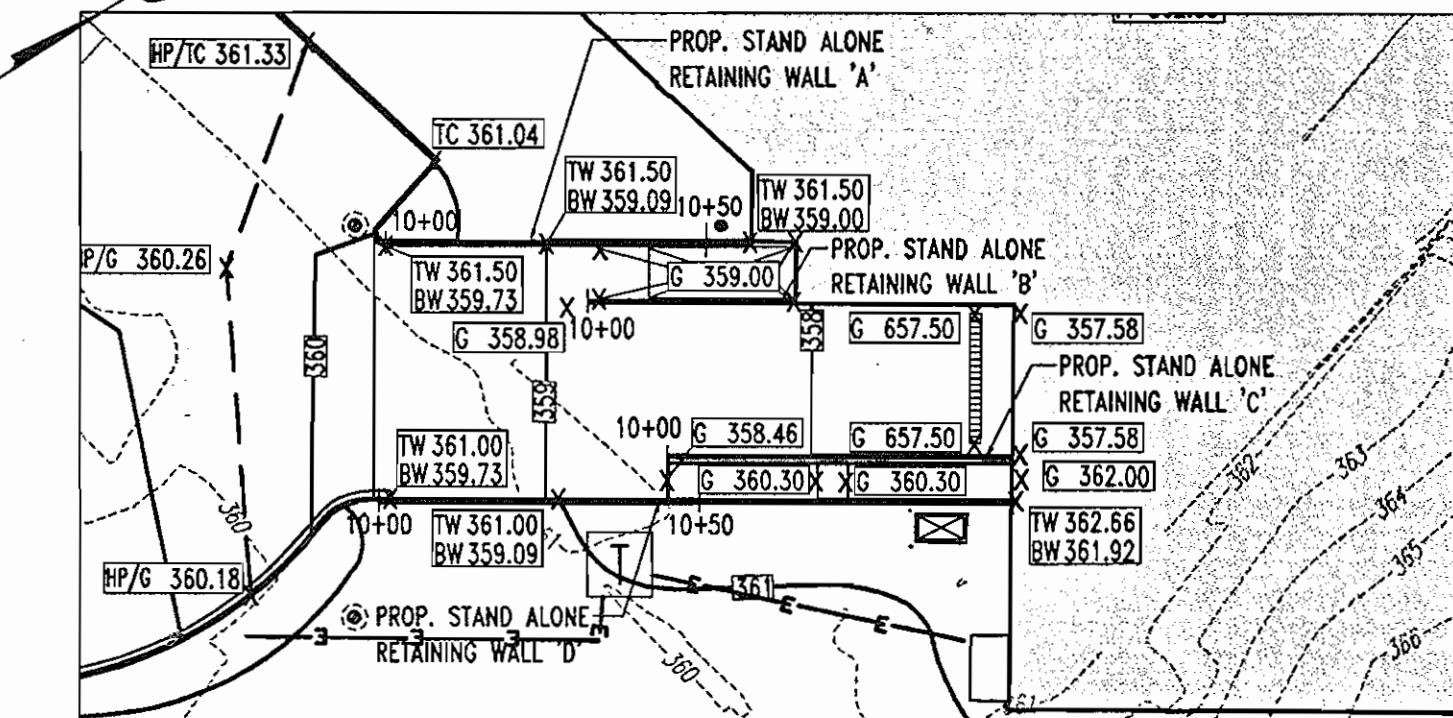 PROP. STAND ALONE
RETAINING WALL 'A'
HP/TC 361.33
TC 361.04
TW 361.50
BW 359.09
10+50
TW 361.50
BW 359.00
10+00
PROP. STAND ALONE
RETAINING WALL 'B'
P/G 360.26
TW 361.50
BW 359.73
G 359.00
10+00
G 358.98
358
G 657.50
G 357.58
360
359
PROP. STAND ALONE
RETAINING WALL 'C'
10+00
G 358.46
G 657.50
G 357.58
TW 361.00
BW 359.73
G 360.30
G 360.30
G 362.00
362
363
364
365
366
360
10+00
TW 361.00
BW 359.09
10+50
TW 362.66
BW 361.92
T
HP/G 360.18
361
E
E
E
PROP. STAND ALONE
RETAINING WALL 'D'
E
E
E
E
360
361